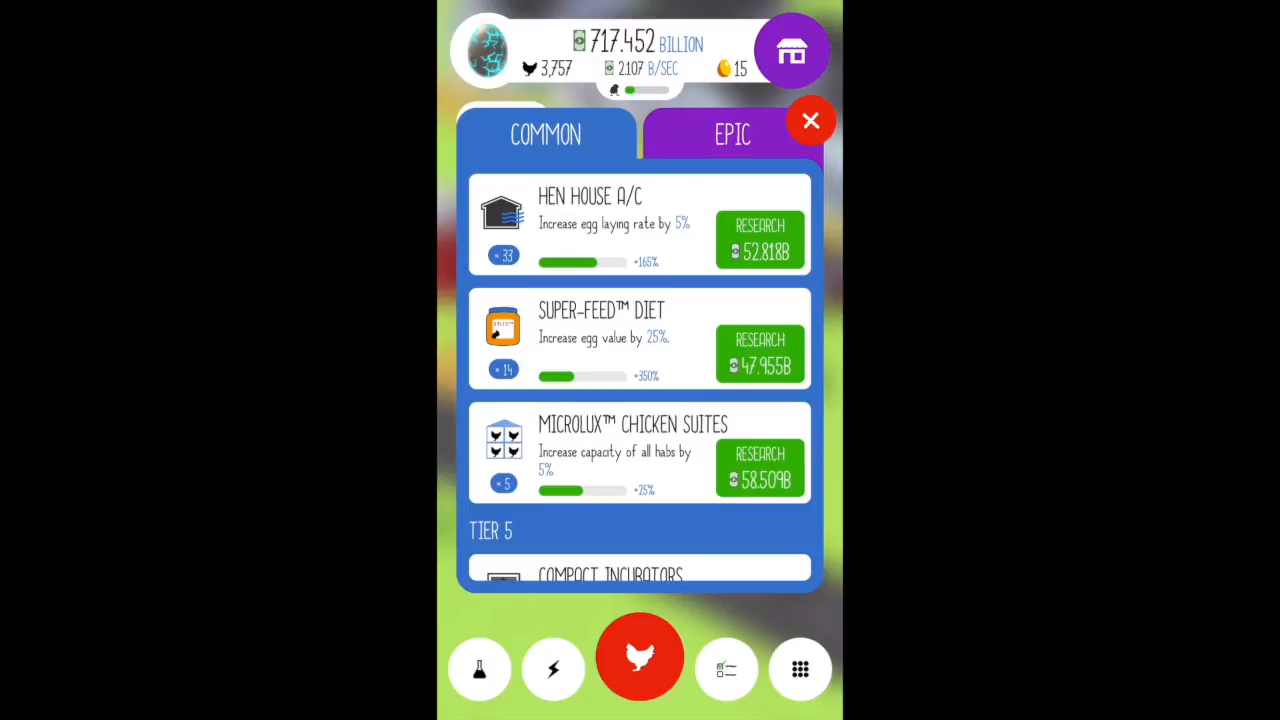 717.452 BILLION
3,757 2.107 B/SEC 15
COMMON EPIC
HEN HOUSE A/C
Increase egg laying rate by 5%
RESEARCH
52.818B
× 33
+165%
SUPER-FEED™ DIET
Increase egg value by 25%.
RESEARCH
47.955B
× 14
+350%
MICROLUX™ CHICKEN SUITES
Increase capacity of all habs by
5%
RESEARCH
58.509B
× 5
+25%
TIER 5
COMPACT INCUBATORS